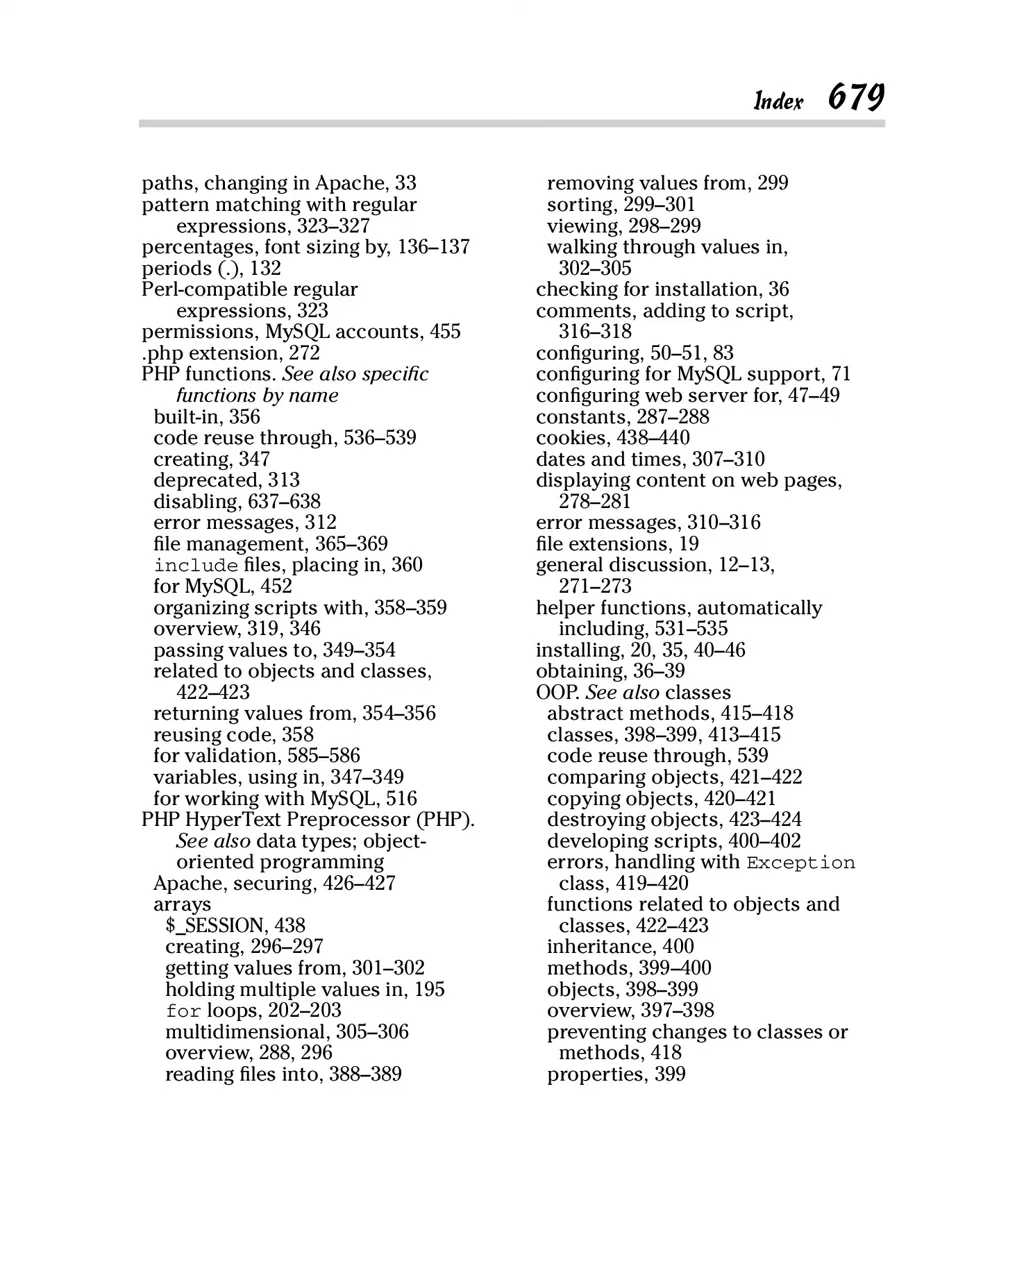 Index 679
paths, changing in Apache, 33
pattern matching with regular
expressions, 323–327
percentages, font sizing by, 136–137
periods (.), 132
Perl-compatible regular
expressions, 323
permissions, MySQL accounts, 455
.php extension, 272
PHP functions. See also specific
functions by name
built-in, 356
code reuse through, 536–539
creating, 347
deprecated, 313
disabling, 637–638
error messages, 312
file management, 365–369
include files, placing in, 360
for MySQL, 452
organizing scripts with, 358–359
overview, 319, 346
passing values to, 349–354
related to objects and classes,
422–423
returning values from, 354–356
reusing code, 358
for validation, 585–586
variables, using in, 347–349
for working with MySQL, 516
PHP HyperText Preprocessor (PHP).
See also data types; object-
oriented programming
Apache, securing, 426–427
arrays
$_SESSION, 438
creating, 296–297
getting values from, 301–302
holding multiple values in, 195
for loops, 202–203
multidimensional, 305–306
overview, 288, 296
reading files into, 388–389
removing values from, 299
sorting, 299–301
viewing, 298–299
walking through values in,
302–305
checking for installation, 36
comments, adding to script,
316–318
configuring, 50–51, 83
configuring for MySQL support, 71
configuring web server for, 47–49
constants, 287–288
cookies, 438–440
dates and times, 307–310
displaying content on web pages,
278–281
error messages, 310–316
file extensions, 19
general discussion, 12–13,
271–273
helper functions, automatically
including, 531–535
installing, 20, 35, 40–46
obtaining, 36–39
OOP. See also classes
abstract methods, 415–418
classes, 398–399, 413–415
code reuse through, 539
comparing objects, 421–422
copying objects, 420–421
destroying objects, 423–424
developing scripts, 400–402
errors, handling with Exception
class, 419–420
functions related to objects and
classes, 422–423
inheritance, 400
methods, 399–400
objects, 398–399
overview, 397–398
preventing changes to classes or
methods, 418
properties, 399